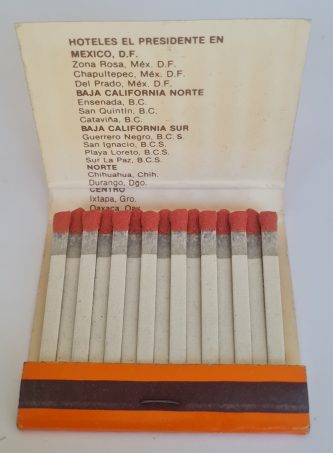 HOTELES EL PRESIDENTE EN
MEXICO, D.F.
Zona Rosa, Méx. D.F.
Chapultepec, Méx. D.F.
Del Prado, Méx. D.F.
BAJA CALIFORNIA NORTE
Ensenada, B.C.
San Quintín, B.C.
Cataviña, B.C.
BAJA CALIFORNIA SUR
Guerrero Negro, B.C.S.
San Ignacio, B.C.S.
Playa Loreto, B.C.S.
Sur La Paz, B.C.S.
NORTE
Chihuahua, Chih.
Durango, Dgo.
CENTRO
Ixtapa, Gro.
Oaxaca, Oax.